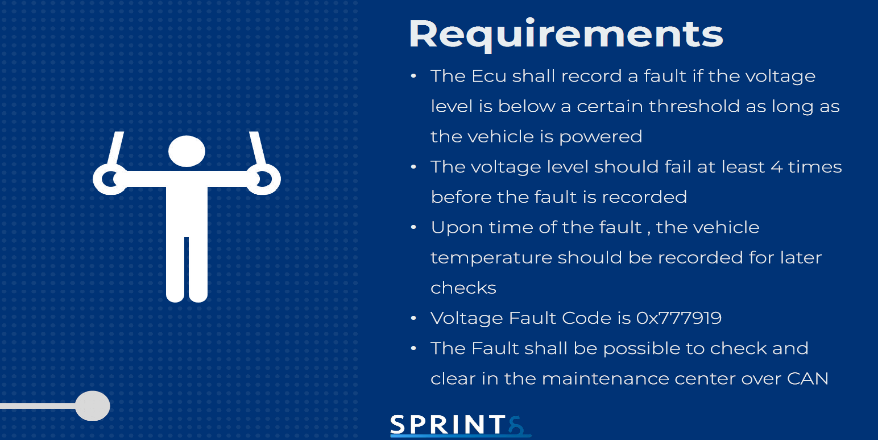 Requirements
• The Ecu shall record a fault if the voltage
level is below a certain threshold as long as
the vehicle is powered
• The voltage level should fail at least 4 times
before the fault is recorded
• Upon time of the fault , the vehicle
temperature should be recorded for later
checks
• Voltage Fault Code is 0x777919
• The Fault shall be possible to check and
clear in the maintenance center over CAN
SPRINTS